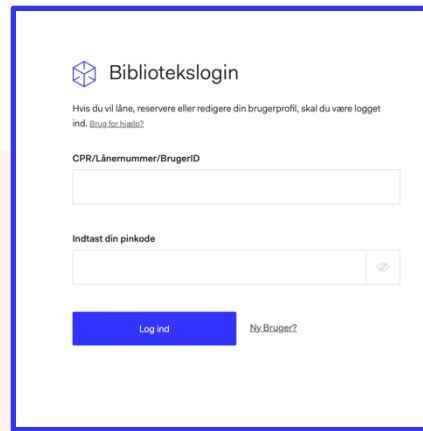 Bibliotekslogin
Hvis du vil låne, reservere eller redigere din brugerprofil, skal du være logget
ind. Brug for hjælp?
CPR/Lånernummer/BrugerID
Indtast din pinkode
Log ind Ny Bruger?